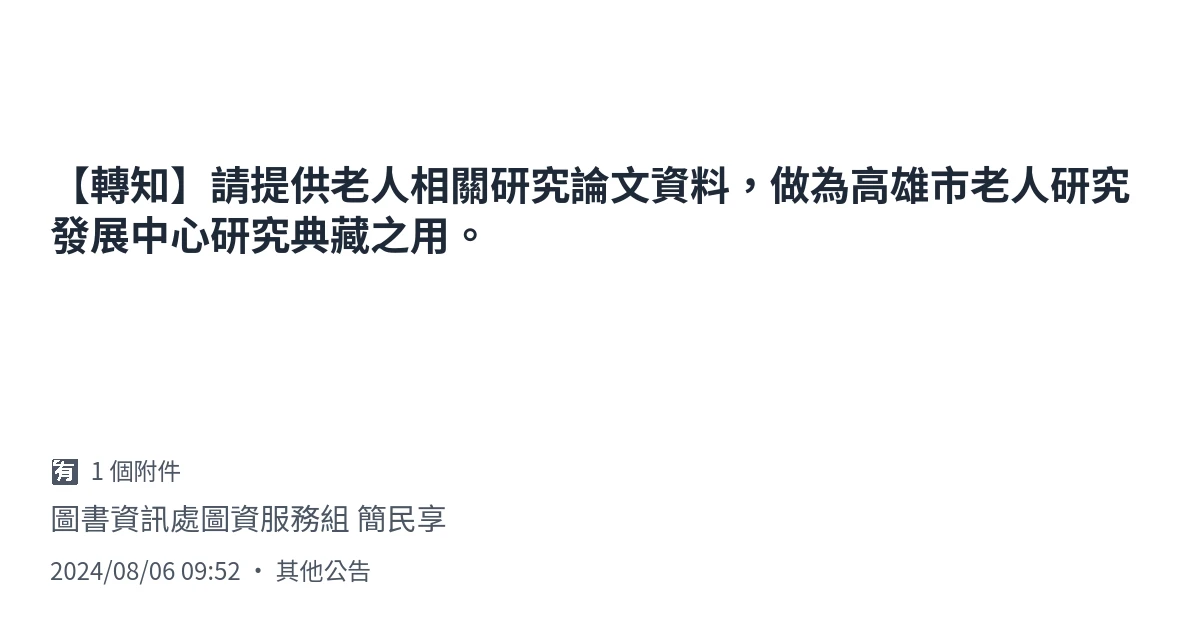 【轉知】請提供老人相關研究論文資料，做為高雄市老人研究
發展中心研究典藏之用。
🈶 1 個附件
圖書資訊處圖資服務組 簡民享
2024/08/06 09:52 ・ 其他公告